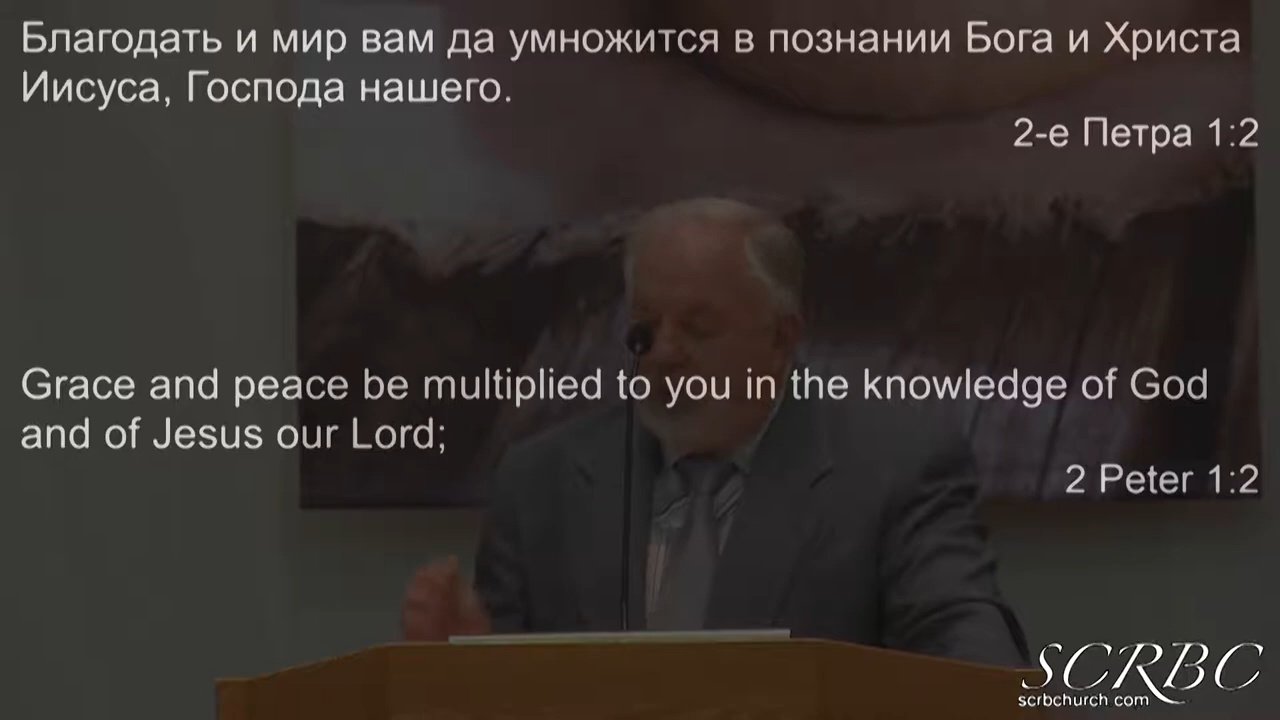 Благодать и мир вам да умножится в познании Бога и Христа
Иисуса, Господа нашего.
2-е Петра 1:2
Grace and peace be multiplied to you in the knowledge of God
and of Jesus our Lord;
2 Peter 1:2
SCRBC
scrbchurch com